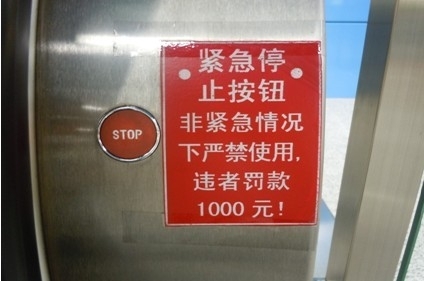 STOP
紧急停
止按钮
非紧急情况
下严禁使用,
违者罚款
1000 元!